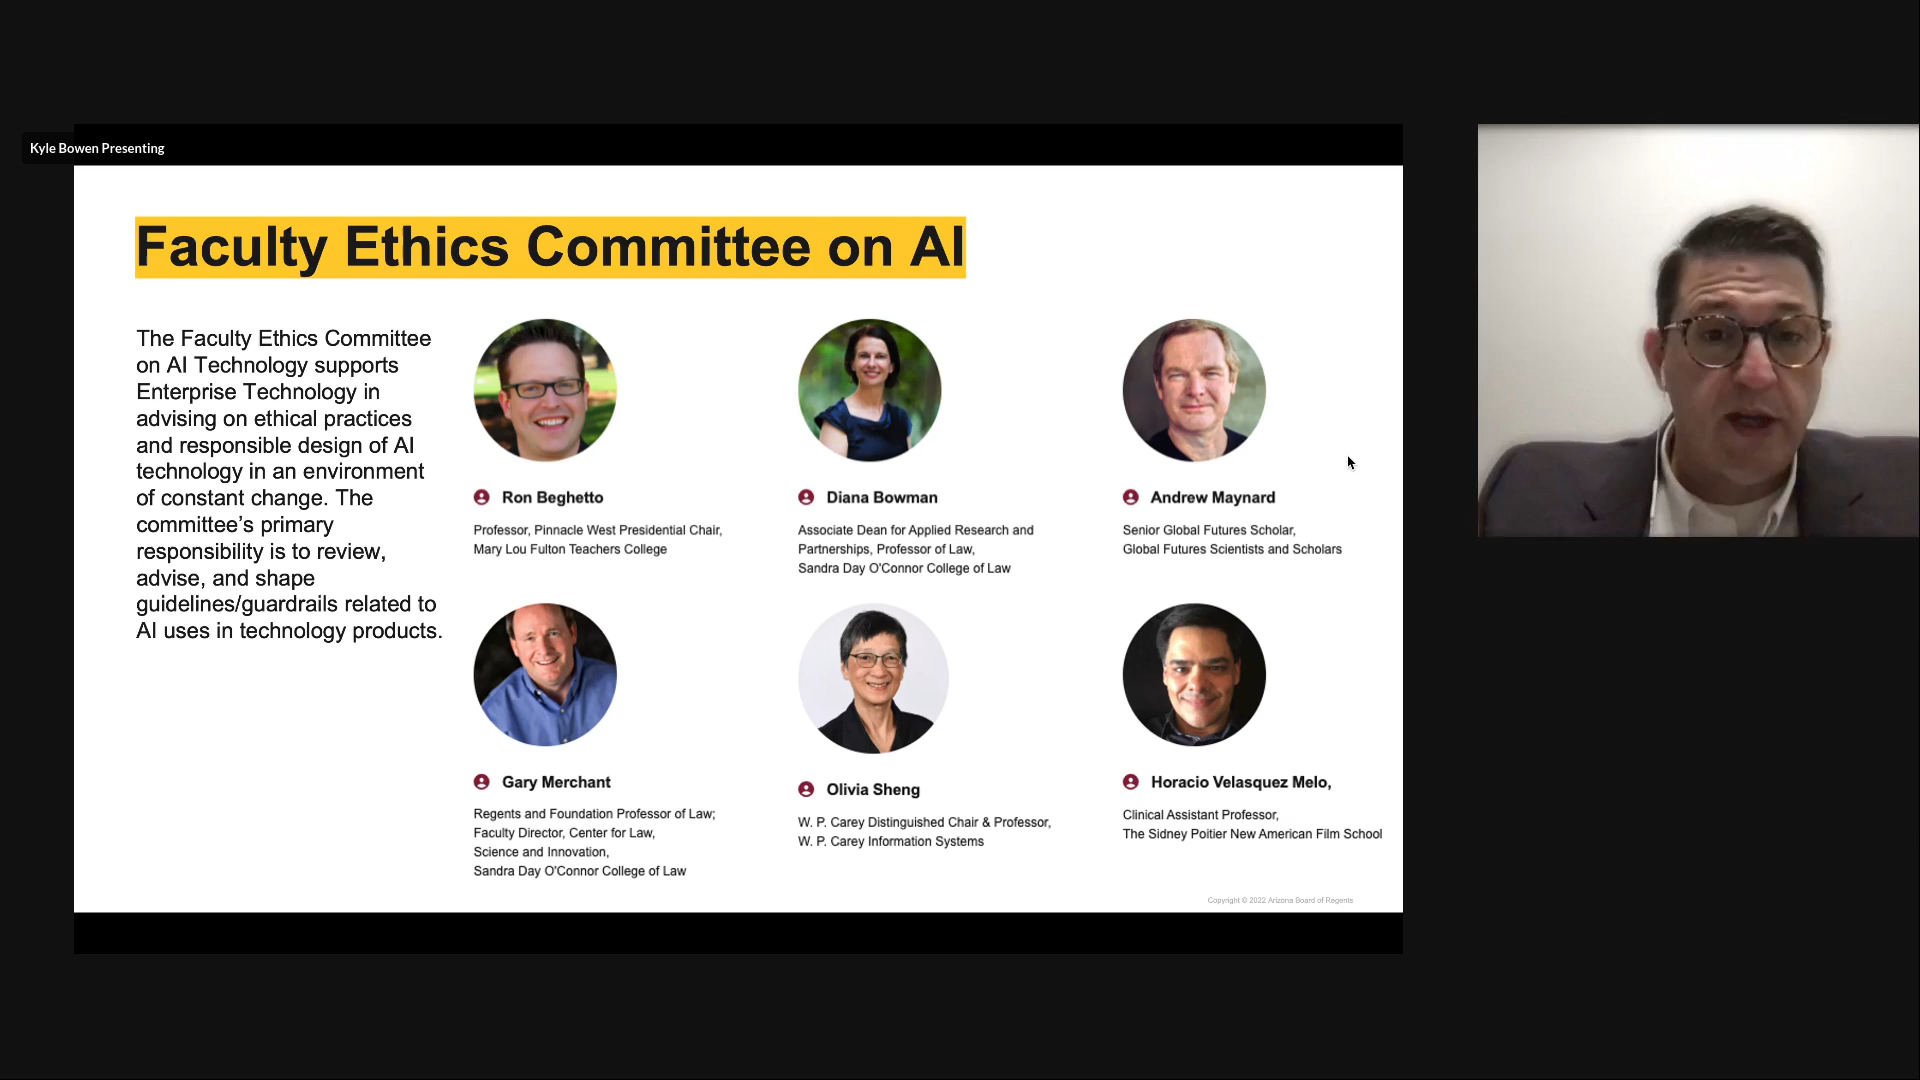 Kyle Bowen Presenting
Faculty Ethics Committee on AI
The Faculty Ethics Committee
on AI Technology supports
Enterprise Technology in
advising on ethical practices
and responsible design of AI
technology in an environment
of constant change. The
committee’s primary
responsibility is to review,
advise, and shape
guidelines/guardrails related to
AI uses in technology products.
Ron Beghetto
Professor, Pinnacle West Presidential Chair,
Mary Lou Fulton Teachers College
Diana Bowman
Associate Dean for Applied Research and
Partnerships, Professor of Law,
Sandra Day O'Connor College of Law
Andrew Maynard
Senior Global Futures Scholar,
Global Futures Scientists and Scholars
Gary Merchant
Regents and Foundation Professor of Law;
Faculty Director, Center for Law,
Science and Innovation,
Sandra Day O'Connor College of Law
Olivia Sheng
W. P. Carey Distinguished Chair & Professor,
W. P. Carey Information Systems
Horacio Velasquez Melo,
Clinical Assistant Professor,
The Sidney Poitier New American Film School
Copyright © 2022 Arizona Board of Regents